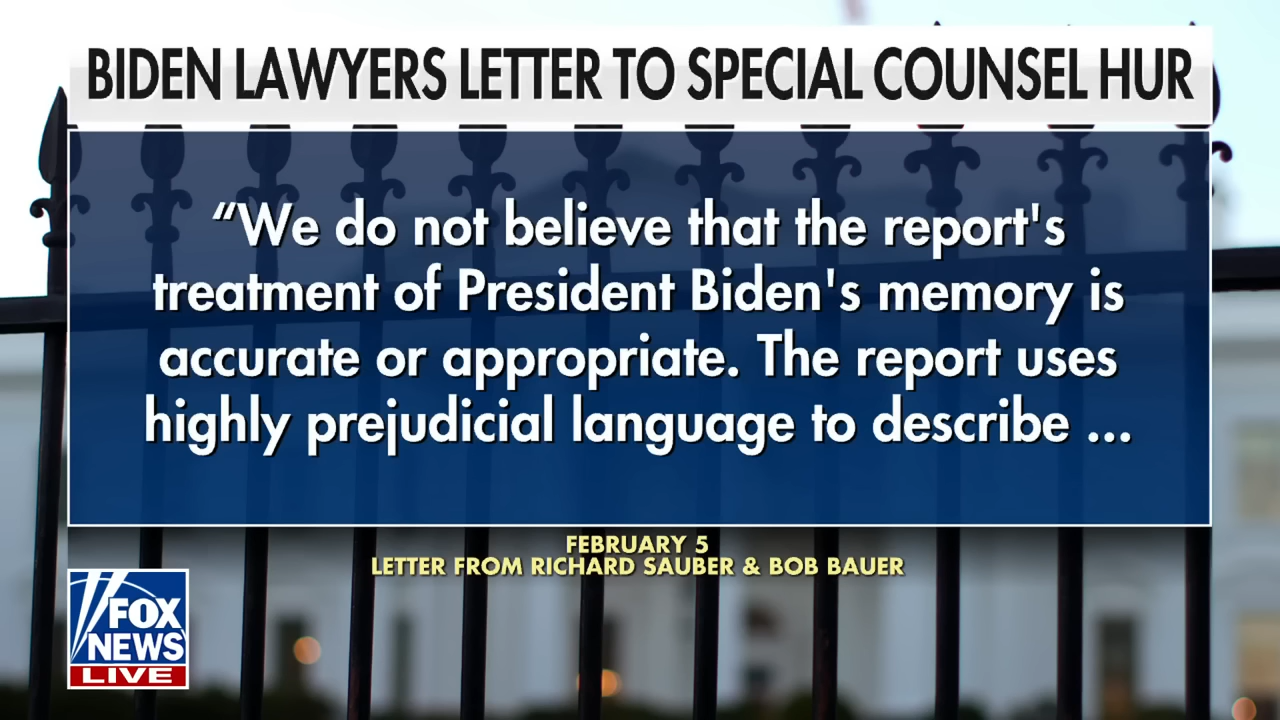 BIDEN LAWYERS LETTER TO SPECIAL COUNSEL HUR
“We do not believe that the report's
treatment of President Biden's memory is
accurate or appropriate. The report uses
highly prejudicial language to describe ...
FEBRUARY 5
LETTER FROM RICHARD SAUBER & BOB BAUER
FOX
NEWS
LIVE